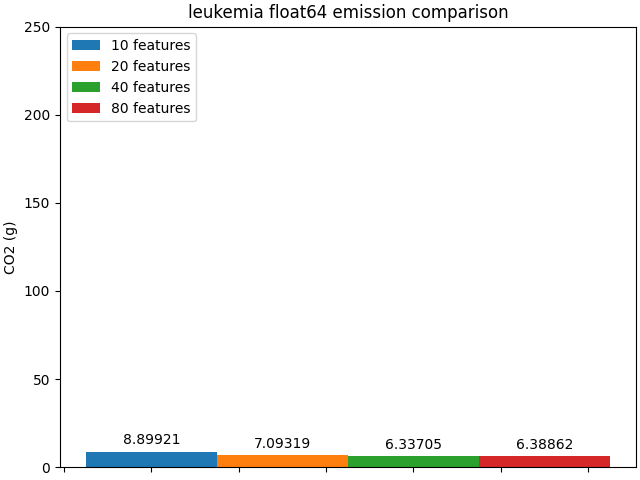 leukemia float64 emission comparison
10 features
20 features
40 features
80 features
250
200
150
100
50
0
CO2 (g)
8.89921
7.09319
6.33705
6.38862